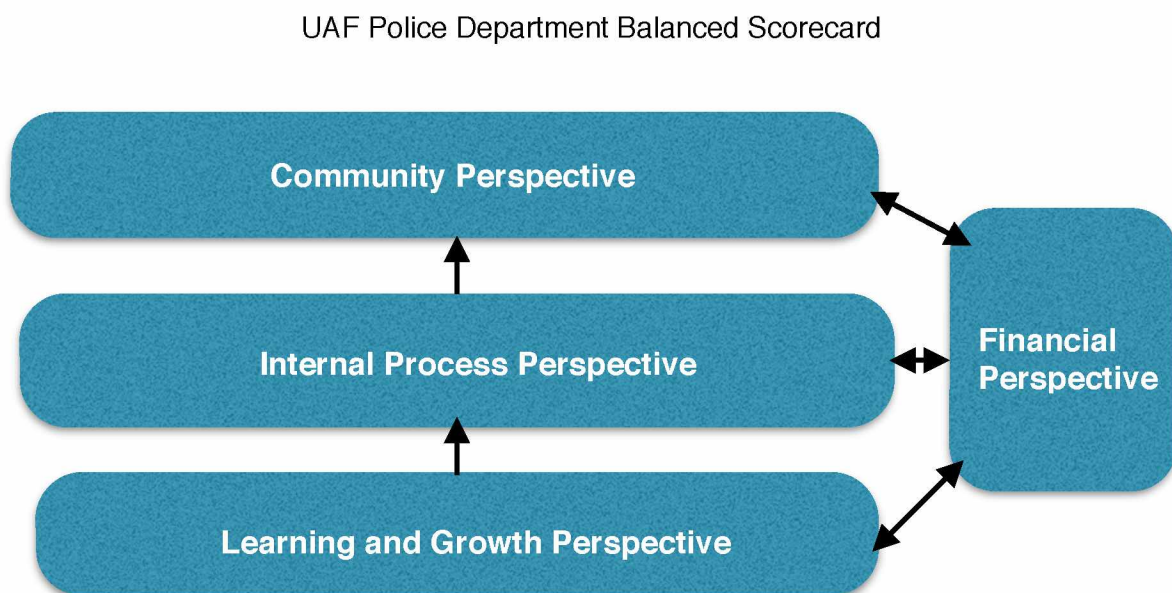 UAF Police Department Balanced Scorecard
Community Perspective
Internal Process Perspective
Financial
Perspective
Learning and Growth Perspective